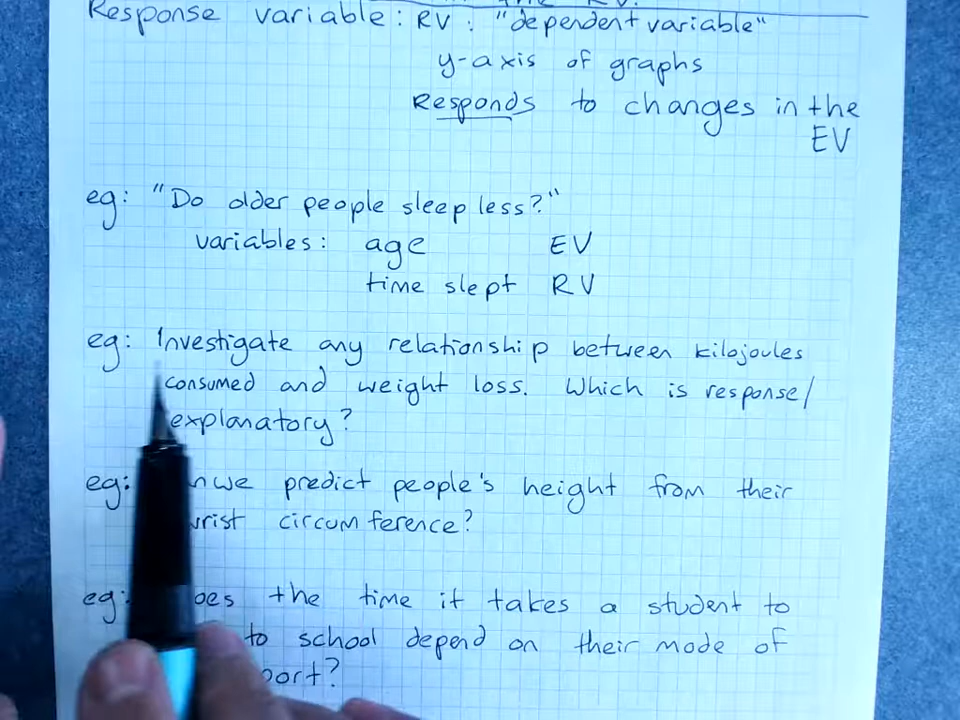 Response variable: RV: "dependent variable"
y-axis of graphs
Responds to changes in the
EV
eg: "Do older people sleep less?"
variables: age EV
time slept RV
eg: Investigate any relationship between kilojoules
consumed and weight loss. Which is response/
explanatory?
eg: we predict people's height from their
circumference?
eg: the time it takes a student to
to school depend on their mode of